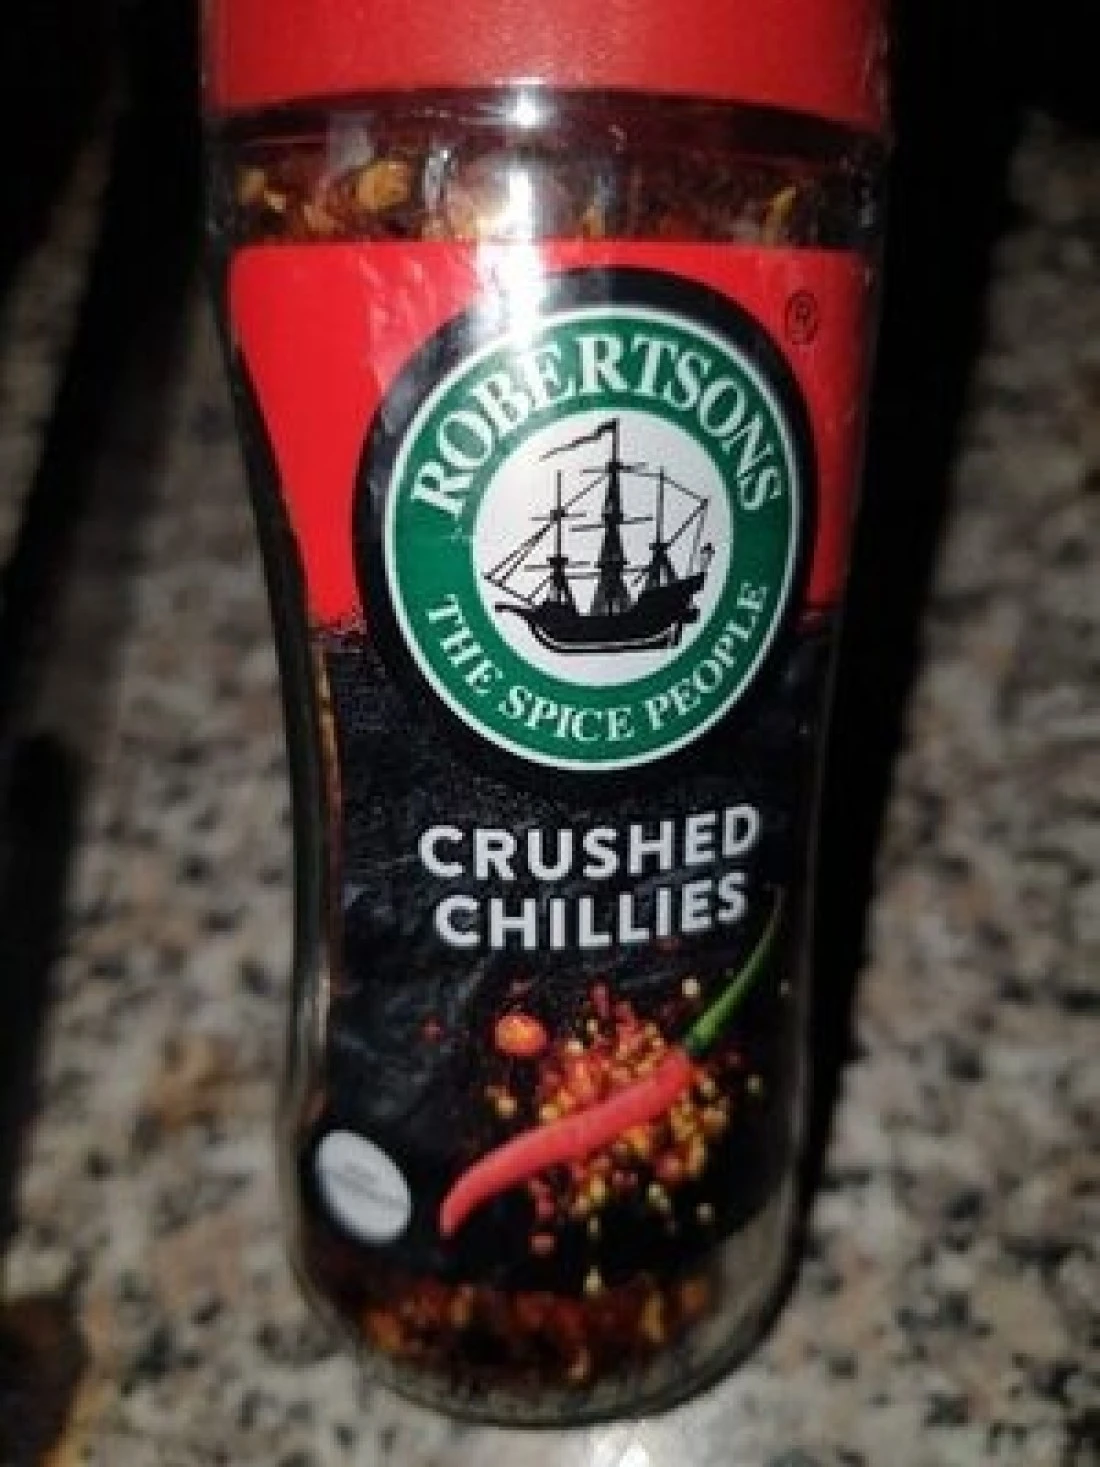 ®
ROBERTSONS
THE SPICE PEOPLE
CRUSHED
CHILLIES